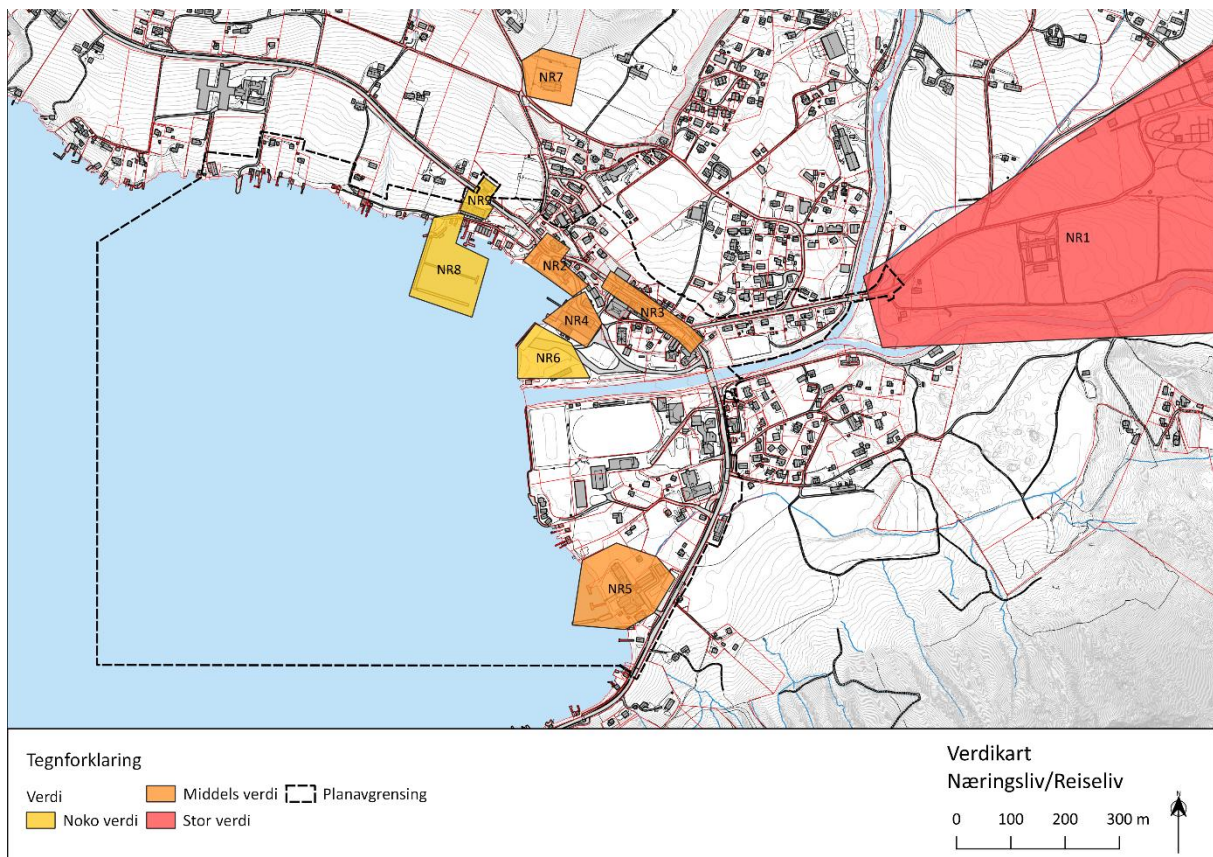 NR7
NR9
NR1
NR2
NR8
NR3
NR4
NR6
NR5
Tegnforklaring
Verdi
Noko verdi
Middels verdi
Stor verdi
Planavgrensing
Verdikart
Næringsliv/Reiseliv
0 100 200 300 m
N